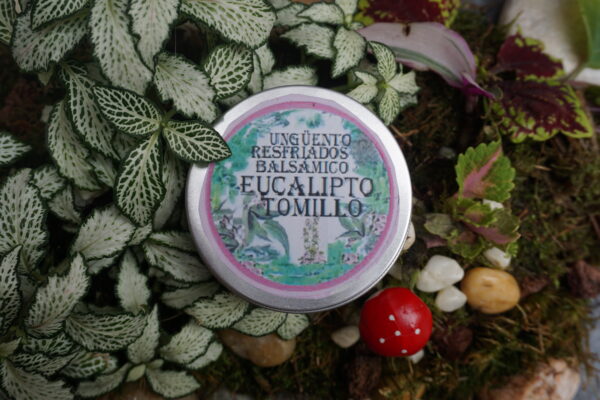 UNGÜENTO
RESFRIADOS
BALSÁMICO
EUCALIPTO
TOMILLO